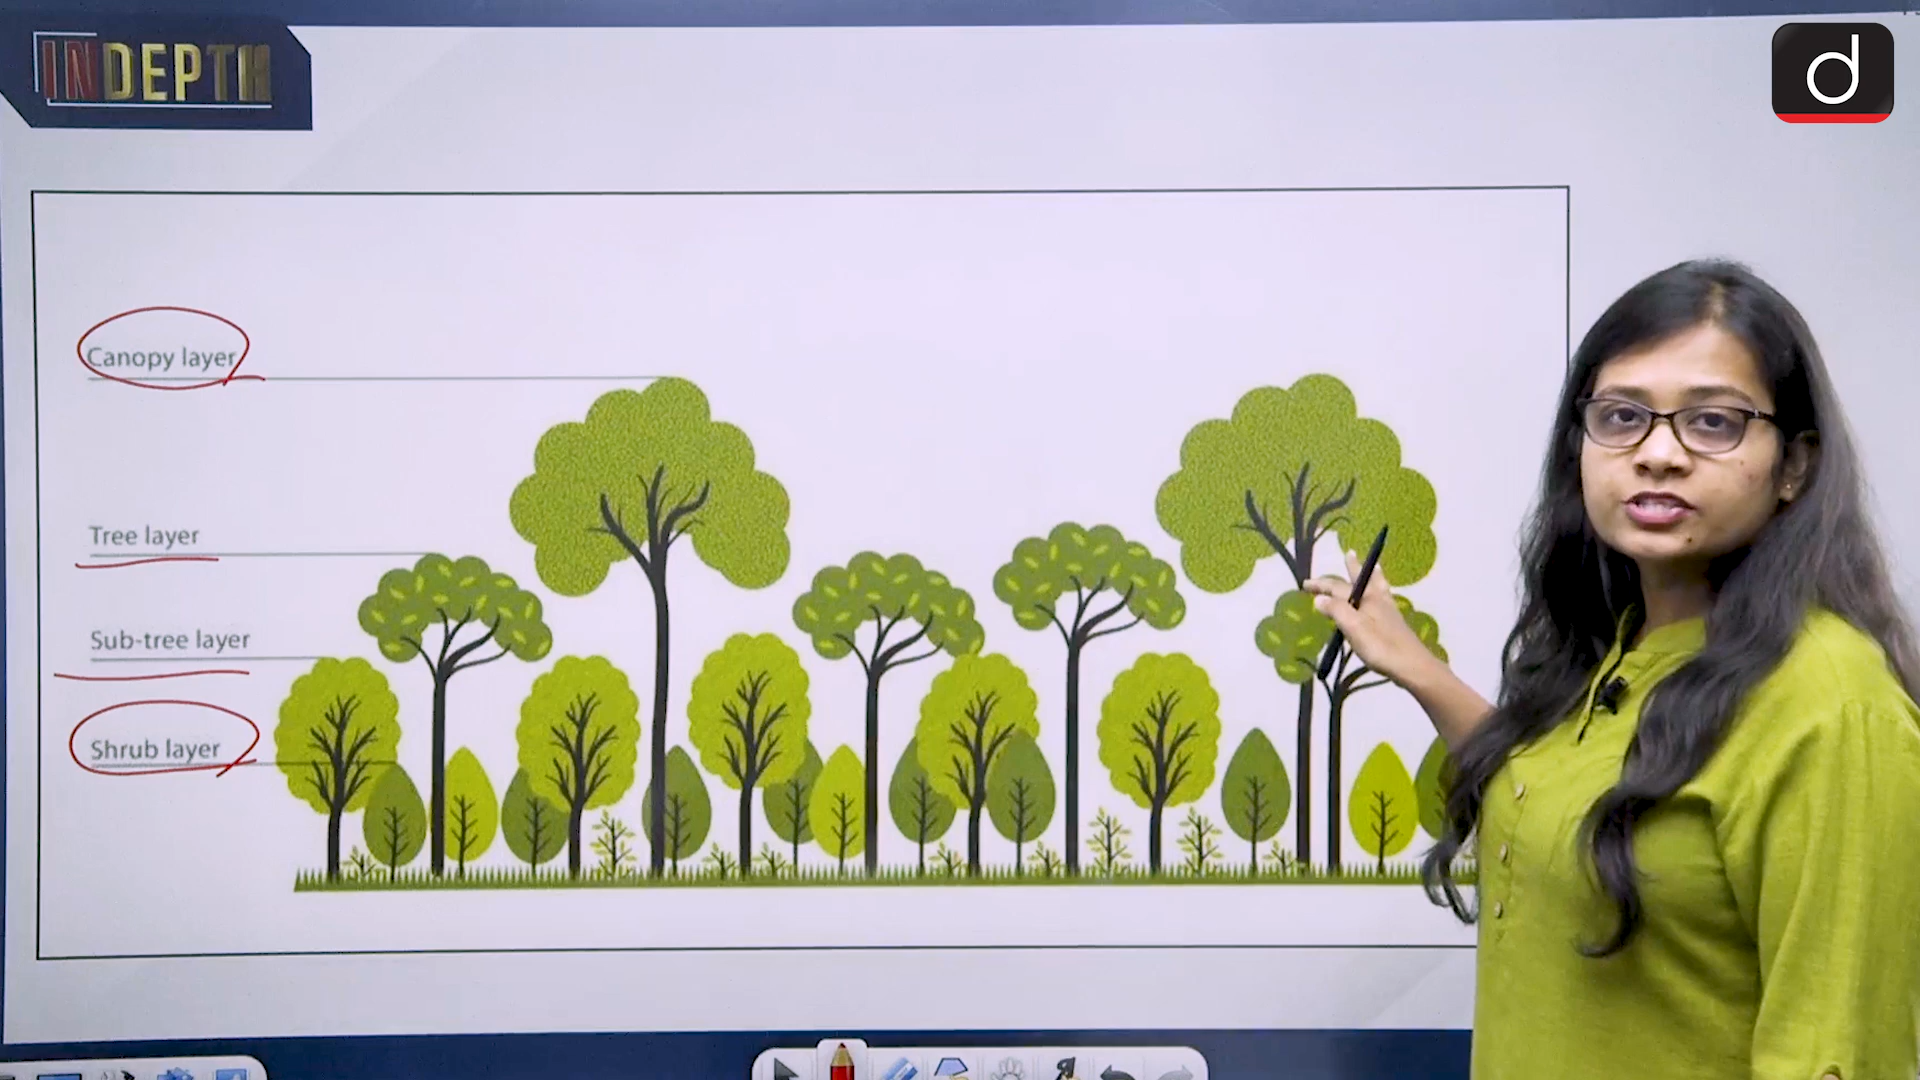 INDEPTH
d
Canopy layer
Tree layer
Sub-tree layer
Shrub layer